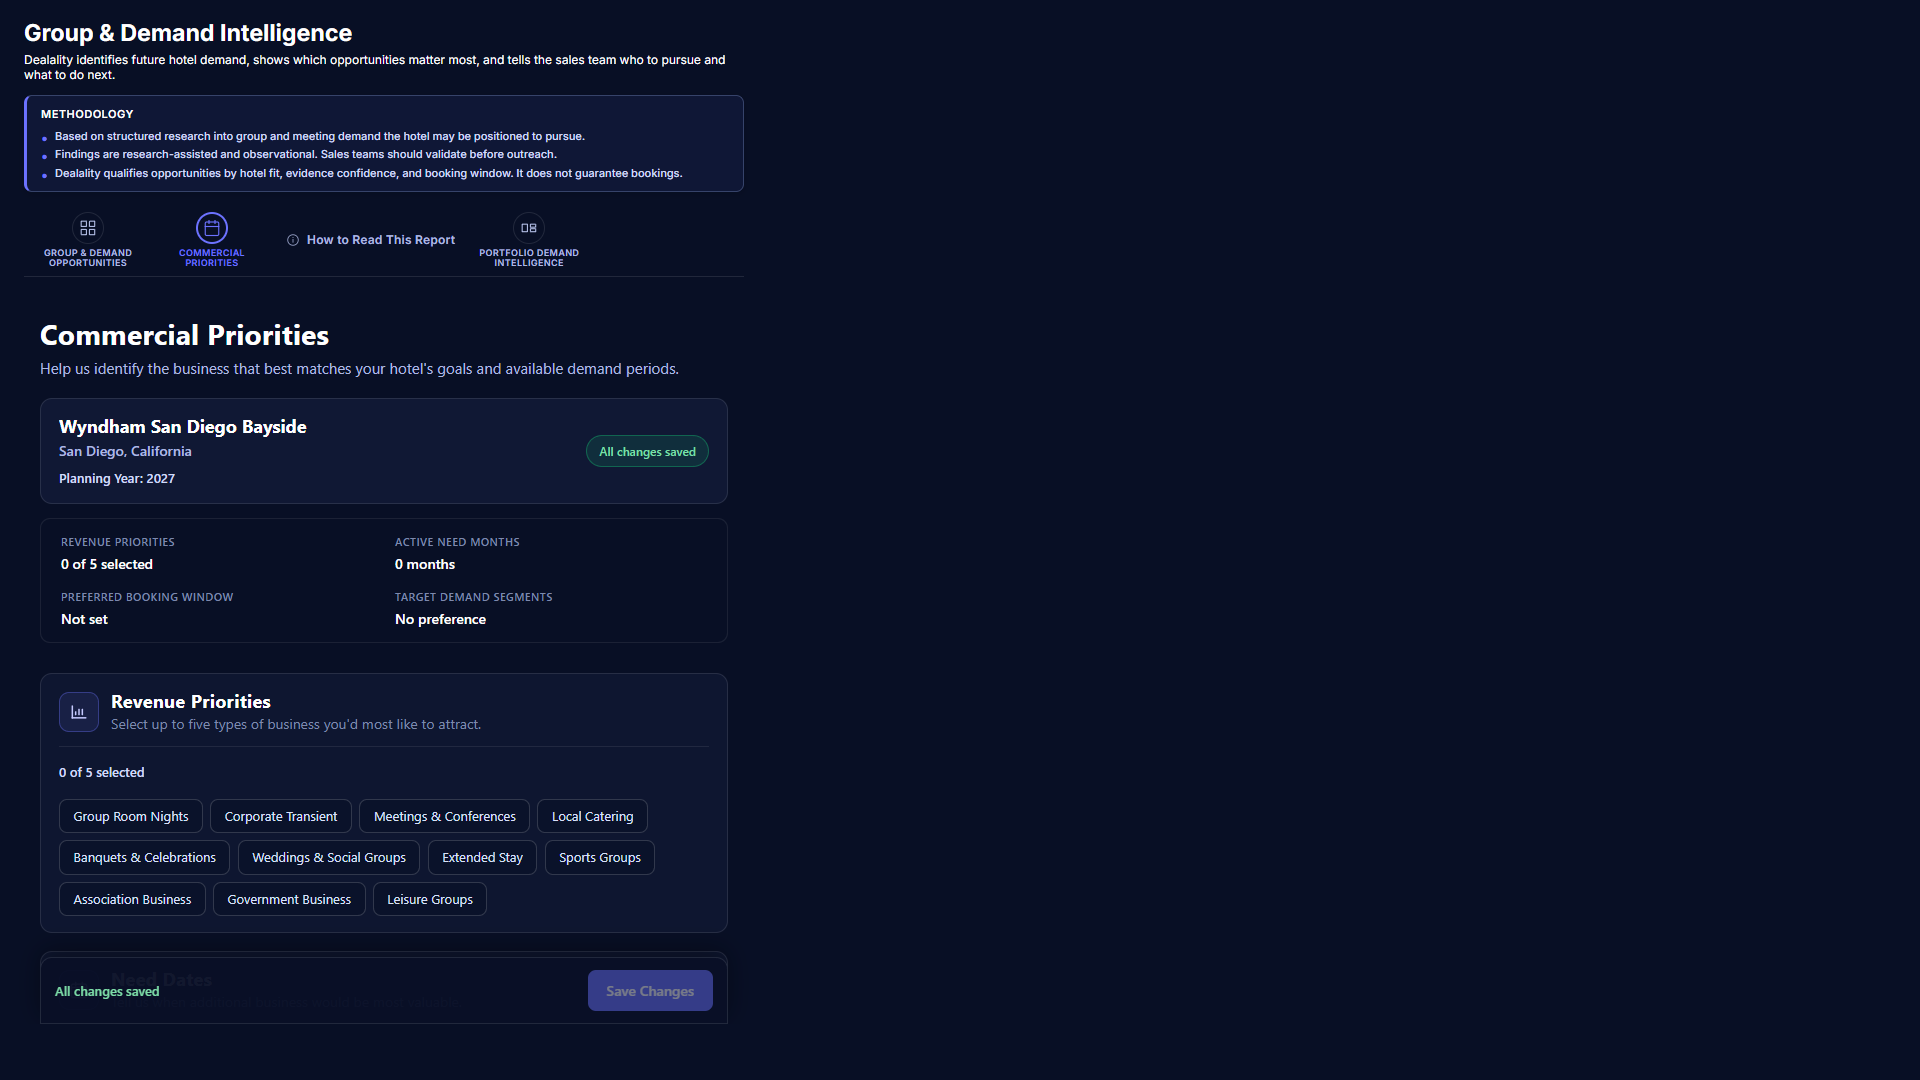 Group & Demand Intelligence
Dealality identifies future hotel demand, shows which opportunities matter most, and tells the sales team who to pursue and
what to do next.
METHODOLOGY
Based on structured research into group and meeting demand the hotel may be positioned to pursue.
Findings are research-assisted and observational. Sales teams should validate before outreach.
Dealality qualifies opportunities by hotel fit, evidence confidence, and booking window. It does not guarantee bookings.
GROUP & DEMAND
OPPORTUNITIES
COMMERCIAL
PRIORITIES
How to Read This Report
PORTFOLIO DEMAND
INTELLIGENCE
Commercial Priorities
Help us identify the business that best matches your hotel's goals and available demand periods.
Wyndham San Diego Bayside
San Diego, California
Planning Year: 2027
All changes saved
REVENUE PRIORITIES
0 of 5 selected
ACTIVE NEED MONTHS
0 months
PREFERRED BOOKING WINDOW
Not set
TARGET DEMAND SEGMENTS
No preference
Revenue Priorities
Select up to five types of business you'd most like to attract.
0 of 5 selected
Group Room Nights
Corporate Transient
Meetings & Conferences
Local Catering
Banquets & Celebrations
Weddings & Social Groups
Extended Stay
Sports Groups
Association Business
Government Business
Leisure Groups
Need Dates
All changes saved
Save Changes